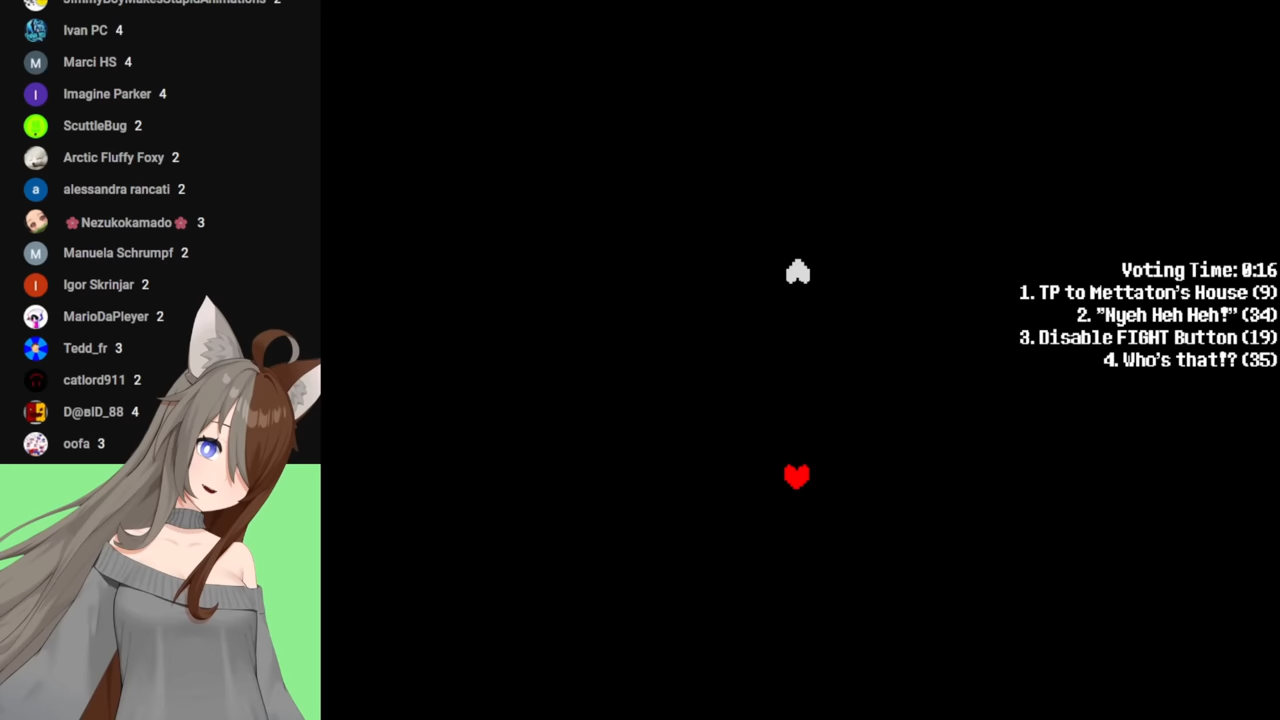 JimmyBoyMakesStupidAnimations 2
Ivan PC 4
M Marci HS 4
I Imagine Parker 4
ScuttleBug 2
Arctic Fluffy Foxy 2
a alessandra rancati 2
🌸Nezukokamado🌸 3
M Manuela Schrumpf 2
I Igor Skrinjar 2
MarioDaPleyer 2
Tedd_fr 3
catlord911 2
D@вID_88 4
oofa 3
Voting Time: 0:16
1. TP to Mettaton's House (9)
2. "Nyeh Heh Heh!" (34)
3. Disable FIGHT Button (19)
4. Who's that!? (35)